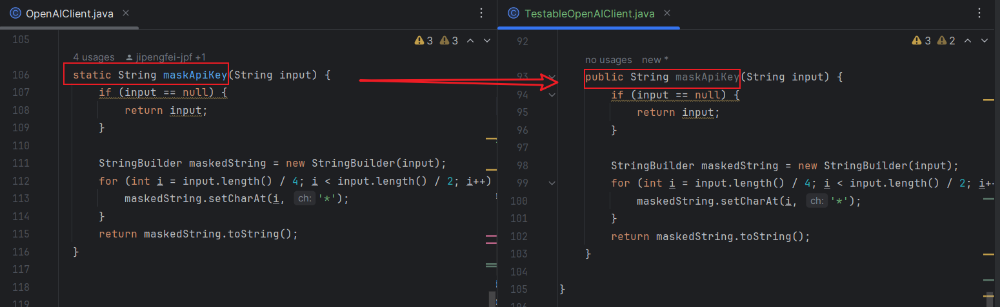 OpenAIClient.java
105
3 3
4 usages jipengfei-jpf +1
106 static String maskApiKey(String input) {
107 if (input == null) {
108 return input;
109 }
110
111 StringBuilder maskedString = new StringBuilder(input);
112 for (int i = input.length() / 4; i < input.length() / 2; i++)
113 maskedString.setCharAt(i, ch: '*');
114 }
115 return maskedString.toString();
116 }
117
118
119
TestableOpenAIClient.java
92
3 2
no usages new *
93 public String maskApiKey(String input) {
94 if (input == null) {
95 return input;
96 }
97
98 StringBuilder maskedString = new StringBuilder(input);
99 for (int i = input.length() / 4; i < input.length() / 2; i+
100 maskedString.setCharAt(i, ch: '*');
101 }
102 return maskedString.toString();
103 }
104
105 }
106